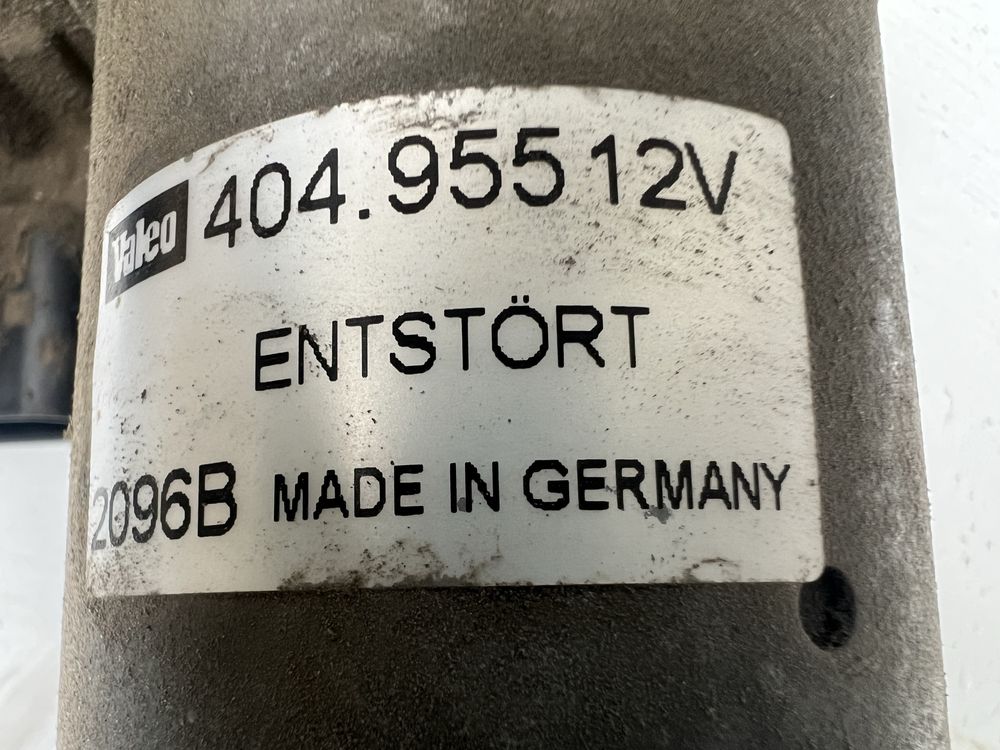 Valeo 404.955 12V
ENTSTÖRT
2096B MADE IN GERMANY